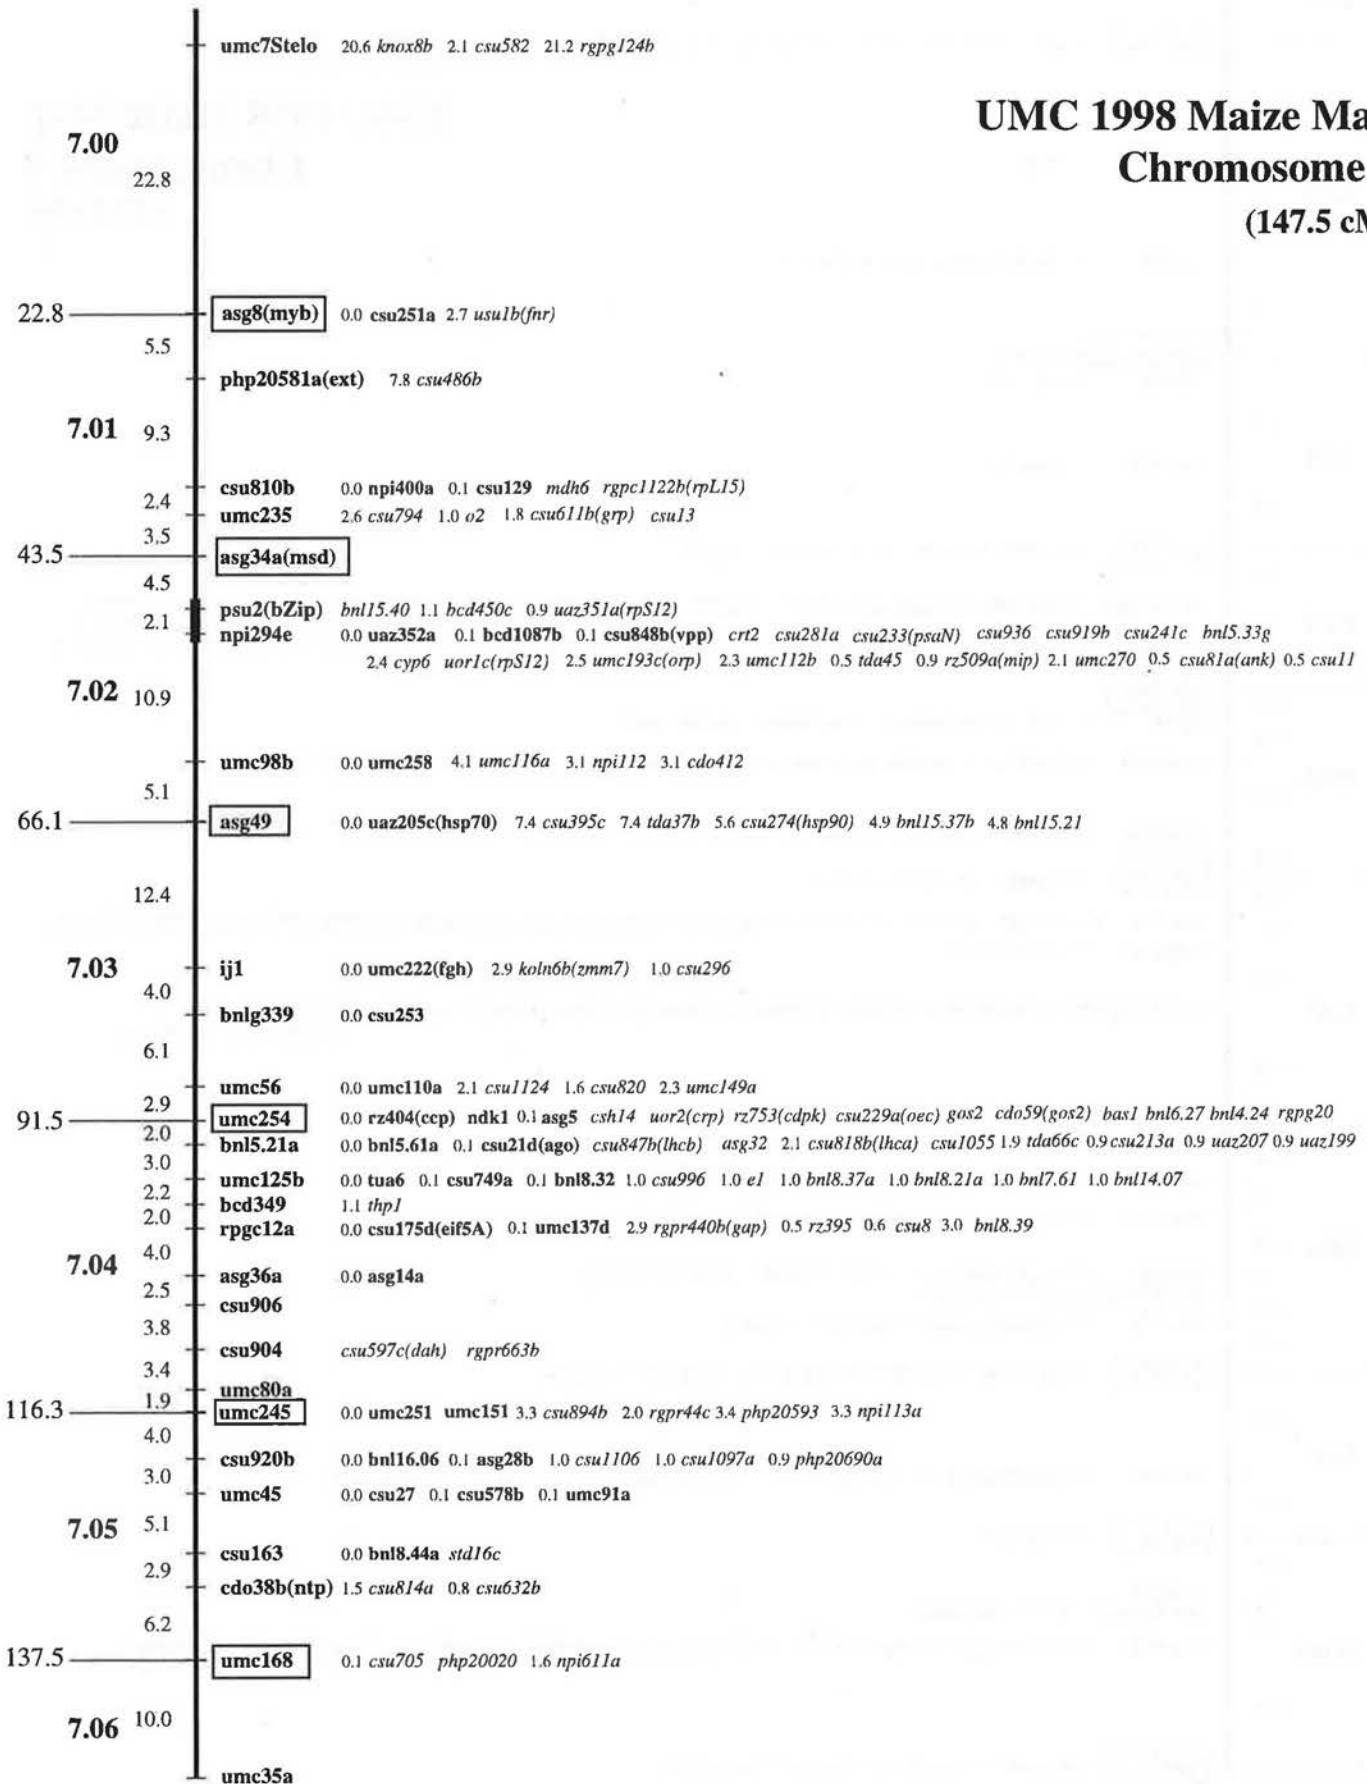 umc7Stelo 20.6 knox8b 2.1 csu582 21.2 rgpg124b
UMC 1998 Maize Ma
Chromosome
(147.5 cM
7.00
22.8
22.8 asg8(myb) 0.0 csu251a 2.7 usu1b(fnr)
5.5
php20581a(ext) 7.8 csu486b
7.01 9.3
csu810b 0.0 npi400a 0.1 csu129 mdh6 rgpc1122b(rpL15)
2.4
umc235 2.6 csu794 1.0 o2 1.8 csu611b(grp) csu13
3.5
43.5 asg34a(msd)
4.5
psu2(bZip) bnl15.40 1.1 bcd450c 0.9 uaz351a(rpS12)
2.1
npi294e 0.0 uaz352a 0.1 bcd1087b 0.1 csu848b(vpp) crt2 csu281a csu233(psaN) csu936 csu919b csu241c bnl5.33g
2.4 cyp6 uor1c(rpS12) 2.5 umc193c(orp) 2.3 umc112b 0.5 tda45 0.9 rz509a(mip) 2.1 umc270 0.5 csu81a(ank) 0.5 csu11
7.02 10.9
umc98b 0.0 umc258 4.1 umc116a 3.1 npi112 3.1 cdo412
5.1
66.1 asg49 0.0 uaz205c(hsp70) 7.4 csu395c 7.4 tda37b 5.6 csu274(hsp90) 4.9 bnl15.37b 4.8 bnl15.21
12.4
7.03 ij1 0.0 umc222(fgh) 2.9 koln6b(zmm7) 1.0 csu296
4.0
bnlg339 0.0 csu253
6.1
umc56 0.0 umc110a 2.1 csu1124 1.6 csu820 2.3 umc149a
2.9
91.5 umc254 0.0 rz404(ccp) ndk1 0.1 asg5 csh14 uor2(crp) rz753(cdpk) csu229a(oec) gos2 cdo59(gos2) bas1 bnl6.27 bnl4.24 rgpg20
2.0
bnl5.21a 0.0 bnl5.61a 0.1 csu21d(ago) csu847b(lhcb) asg32 2.1 csu818b(lhca) csu1055 1.9 tda66c 0.9 csu213a 0.9 uaz207 0.9 uaz199
3.0
umc125b 0.0 tua6 0.1 csu749a 0.1 bnl8.32 1.0 csu996 1.0 e1 1.0 bnl8.37a 1.0 bnl8.21a 1.0 bnl7.61 1.0 bnl14.07
2.2
bcd349 1.1 thp1
2.0
rpgc12a 0.0 csu175d(eif5A) 0.1 umc137d 2.9 rgpr440b(gap) 0.5 rz395 0.6 csu8 3.0 bnl8.39
7.04 4.0
asg36a 0.0 asg14a
2.5
csu906
3.8
csu904 csu597c(dah) rgpr663b
3.4
umc80a
1.9
116.3 umc245 0.0 umc251 umc151 3.3 csu894b 2.0 rgpr44c 3.4 php20593 3.3 npi113a
4.0
csu920b 0.0 bnl16.06 0.1 asg28b 1.0 csu1106 1.0 csu1097a 0.9 php20690a
3.0
umc45 0.0 csu27 0.1 csu578b 0.1 umc91a
7.05 5.1
csu163 0.0 bnl8.44a std16c
2.9
cdo38b(ntp) 1.5 csu814a 0.8 csu632b
6.2
137.5 umc168 0.1 csu705 php20020 1.6 npi611a
7.06 10.0
umc35a